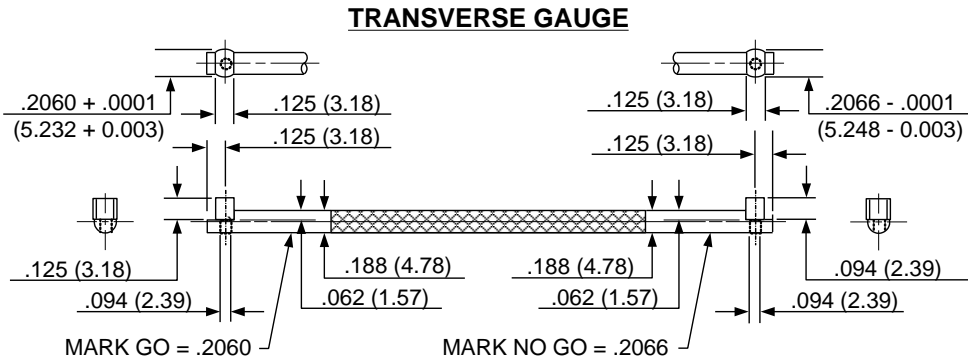 TRANSVERSE GAUGE
.2060 + .0001
(5.232 + 0.003)
.125 (3.18)
.125 (3.18)
.125 (3.18)
.125 (3.18)
.2066 - .0001
(5.248 - 0.003)
.125 (3.18)
.094 (2.39)
.188 (4.78)
.062 (1.57)
.188 (4.78)
.062 (1.57)
.094 (2.39)
.094 (2.39)
MARK GO = .2060
MARK NO GO = .2066